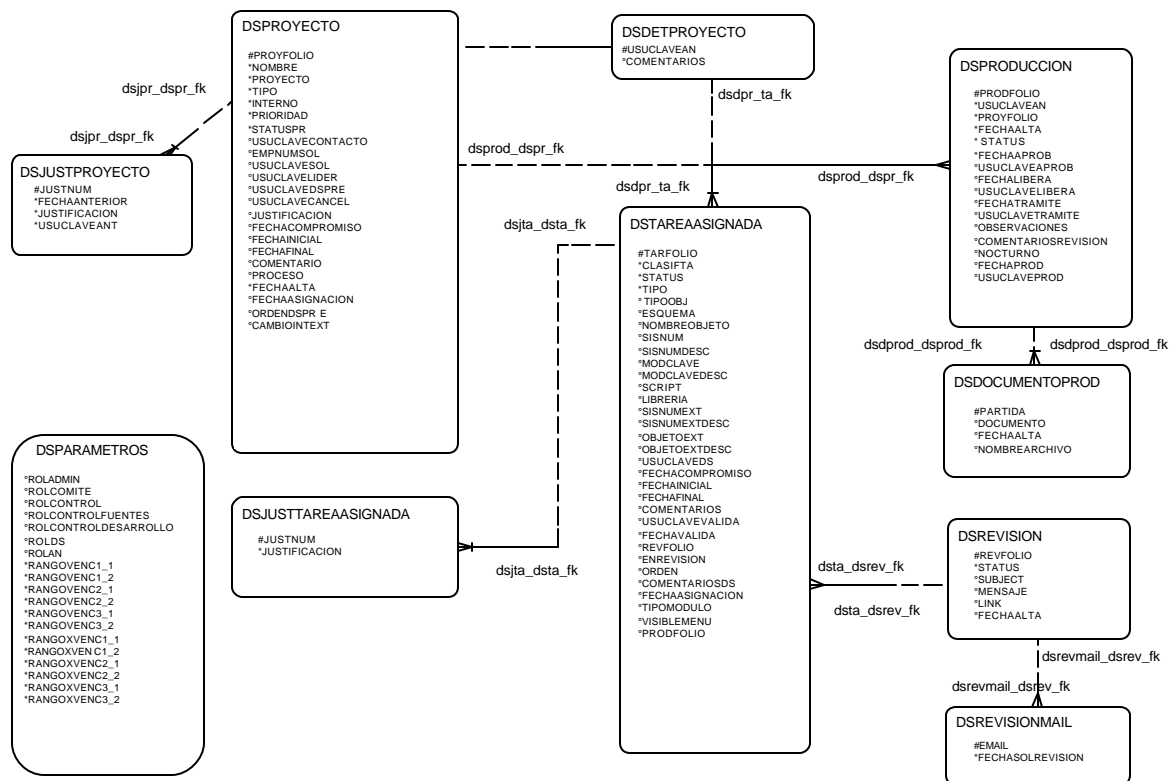 DSPROYECTO
#PROYFOLIO
*NOMBRE
*PROYECTO
*TIPO
*INTERNO
*PRIORIDAD
*STATUSPR
°USUCLAVECONTACTO
°EMPNUMSOL
°USUCLAVESOL
°USUCLAVELIDER
°USUCLAVEDSPRE
°USUCLAVECANCEL
°JUSTIFICACION
°FECHACOMPROMISO
°FECHAINICIAL
°FECHAFINAL
°COMENTARIO
°PROCESO
*FECHAALTA
°FECHAASIGNACION
°ORDENDSPR E
°CAMBIOINTEXT
DSDETPROYECTO
#USUCLAVEAN
°COMENTARIOS
DSPRODUCCION
#PRODFOLIO
*USUCLAVEAN
*PROYFOLIO
*FECHAALTA
* STATUS
*FECHAAPROB
°USUCLAVEAPROB
°FECHALIBERA
°USUCLAVELIBERA
°FECHATRAMITE
°USUCLAVETRAMITE
°OBSERVACIONES
°COMENTARIOSREVISION
°NOCTURNO
°FECHAPROD
°USUCLAVEPROD
dsjpr_dspr_fk
dsjpr_dspr_fk
dsdpr_ta_fk
dsprod_dspr_fk
dsprod_dspr_fk
dsdpr_ta_fk
DSJUSTPROYECTO
#JUSTNUM
*FECHAANTERIOR
*JUSTIFICACION
*USUCLAVEANT
dsjta_dsta_fk
DSTAREAASIGNADA
#TARFOLIO
*CLASIFTA
*STATUS
*TIPO
° TIPOOBJ
°ESQUEMA
°NOMBREOBJETO
°SISNUM
°SISNUMDESC
°MODCLAVE
°MODCLAVEDESC
°SCRIPT
°LIBRERIA
°SISNUMEXT
°SISNUMEXTDESC
°OBJETOEXT
°OBJETOEXTDESC
°USUCLAVEDS
°FECHACOMPROMISO
°FECHAINICIAL
°FECHAFINAL
°COMENTARIOS
°USUCLAVEVALIDA
°FECHAVALIDA
°REVFOLIO
°ENREVISION
°ORDEN
°COMENTARIOSDS
°FECHAASIGNACION
°TIPOMODULO
°VISIBLEMENU
°PRODFOLIO
dsdprod_dsprod_fk
dsdprod_dsprod_fk
DSDOCUMENTOPROD
#PARTIDA
°DOCUMENTO
°FECHAALTA
°NOMBREARCHIVO
DSPARAMETROS
°ROLADMIN
°ROLCOMITE
°ROLCONTROL
°ROLCONTROLFUENTES
°ROLCONTROLDESARROLLO
°ROLDS
°ROLAN
*RANGOVENC1_1
*RANGOVENC1_2
*RANGOVENC2_1
*RANGOVENC2_2
*RANGOVENC3_1
*RANGOVENC3_2
*RANGOXVENC1_1
*RANGOXVEN C1_2
*RANGOXVENC2_1
*RANGOXVENC2_2
*RANGOXVENC3_1
*RANGOXVENC3_2
DSJUSTTAREAASIGNADA
#JUSTNUM
*JUSTIFICACION
dsjta_dsta_fk
dsta_dsrev_fk
dsta_dsrev_fk
DSREVISION
#REVFOLIO
*STATUS
°SUBJECT
°MENSAJE
°LINK
°FECHAALTA
dsrevmail_dsrev_fk
dsrevmail_dsrev_fk
DSREVISIONMAIL
#EMAIL
*FECHASOLREVISION